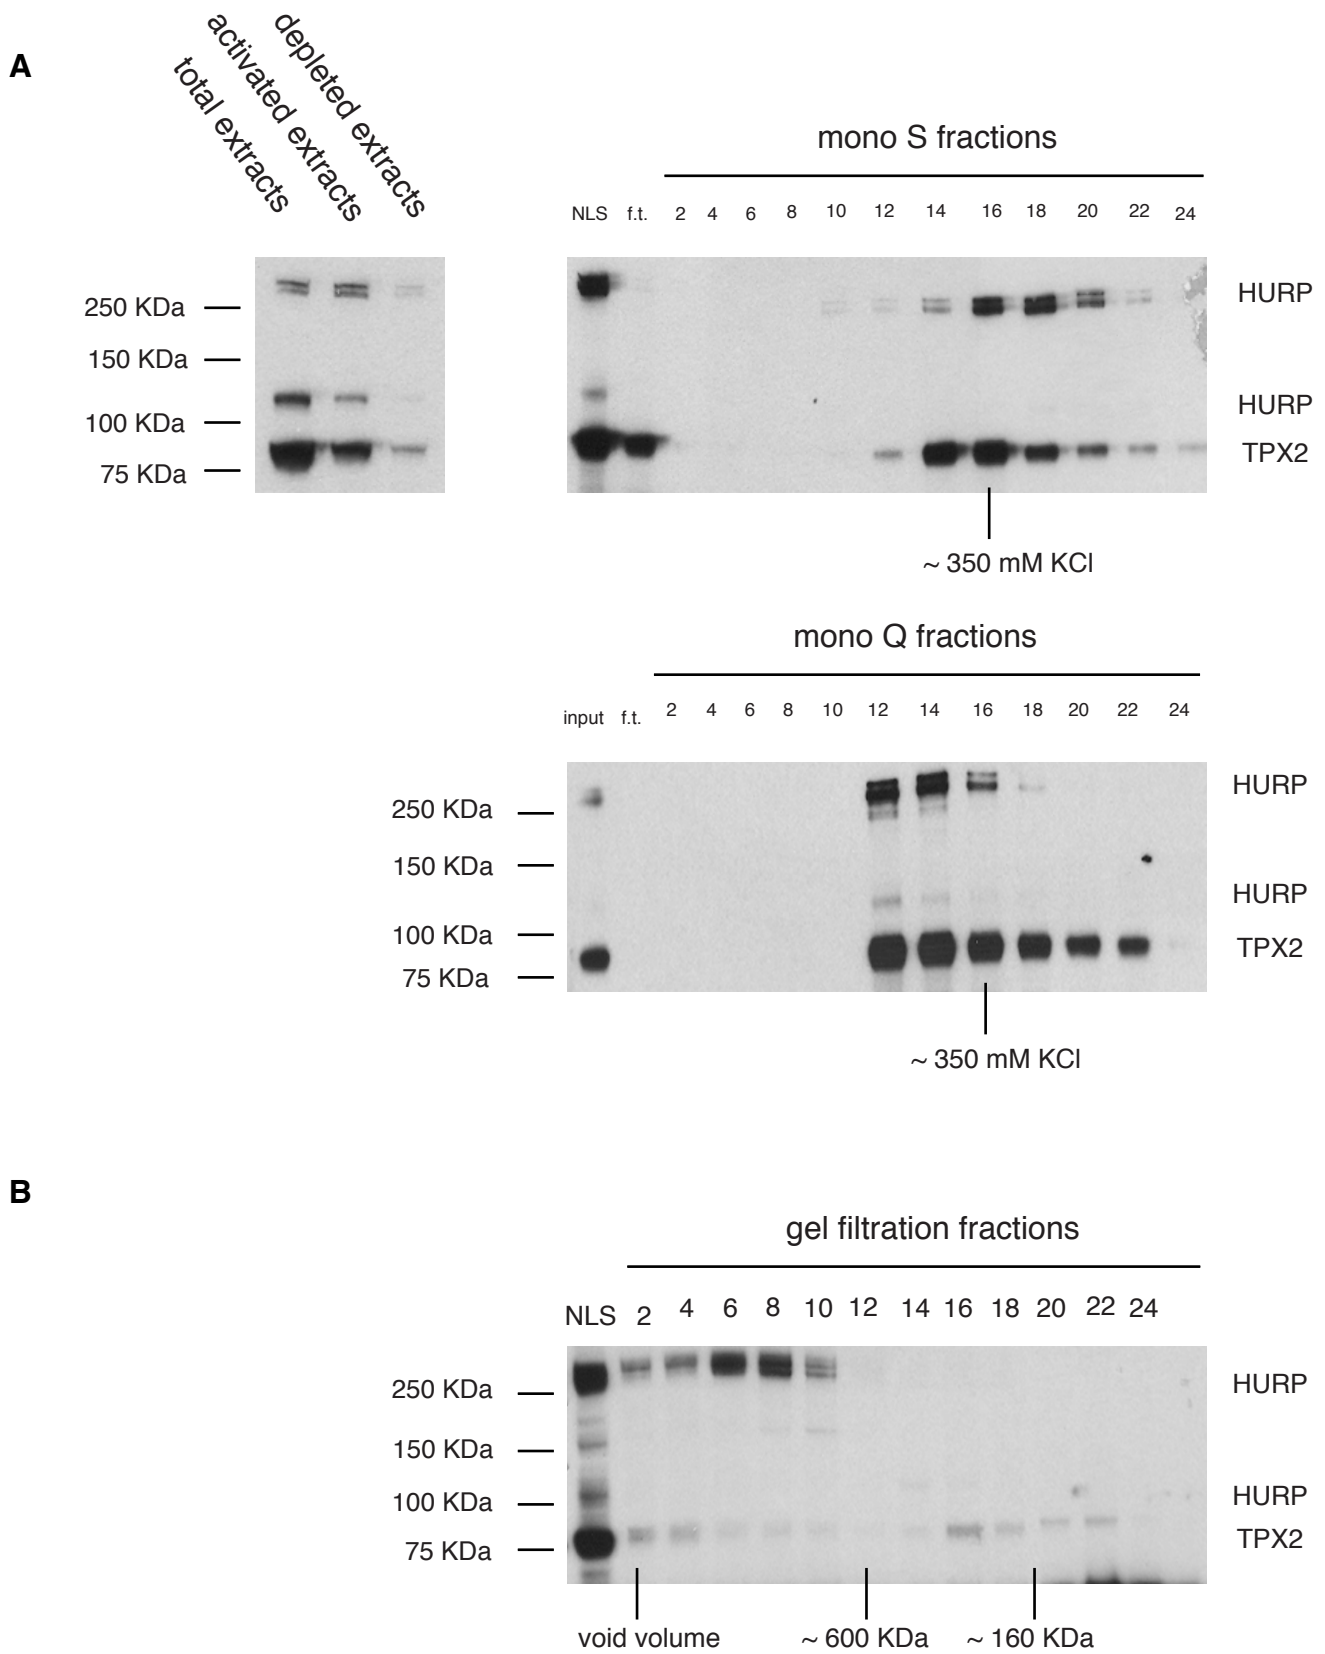 A
total extracts
activated extracts
depleted extracts
mono S fractions
NLS f.t. 2 4 6 8 10 12 14 16 18 20 22 24
250 KDa
150 KDa
100 KDa
75 KDa
HURP
HURP
TPX2
~ 350 mM KCl
mono Q fractions
input f.t. 2 4 6 8 10 12 14 16 18 20 22 24
250 KDa
150 KDa
100 KDa
75 KDa
HURP
HURP
TPX2
~ 350 mM KCl
B
gel filtration fractions
NLS 2 4 6 8 10 12 14 16 18 20 22 24
250 KDa
150 KDa
100 KDa
75 KDa
HURP
HURP
TPX2
void volume ~ 600 KDa ~ 160 KDa